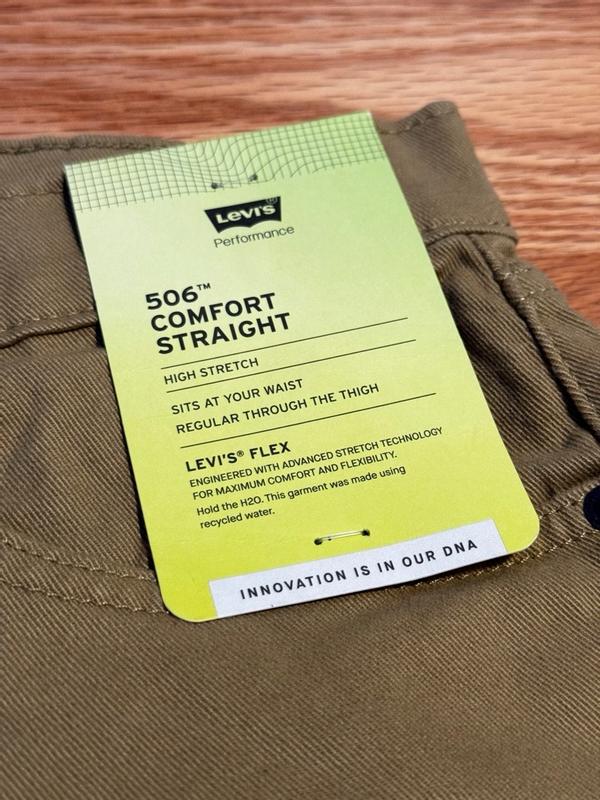 Levi's®
Performance
506™
COMFORT
STRAIGHT
HIGH STRETCH
SITS AT YOUR WAIST
REGULAR THROUGH THE THIGH
LEVI'S® FLEX
ENGINEERED WITH ADVANCED STRETCH TECHNOLOGY
FOR MAXIMUM COMFORT AND FLEXIBILITY.
Hold the H2O. This garment was made using
recycled water.
INNOVATION IS IN OUR DNA